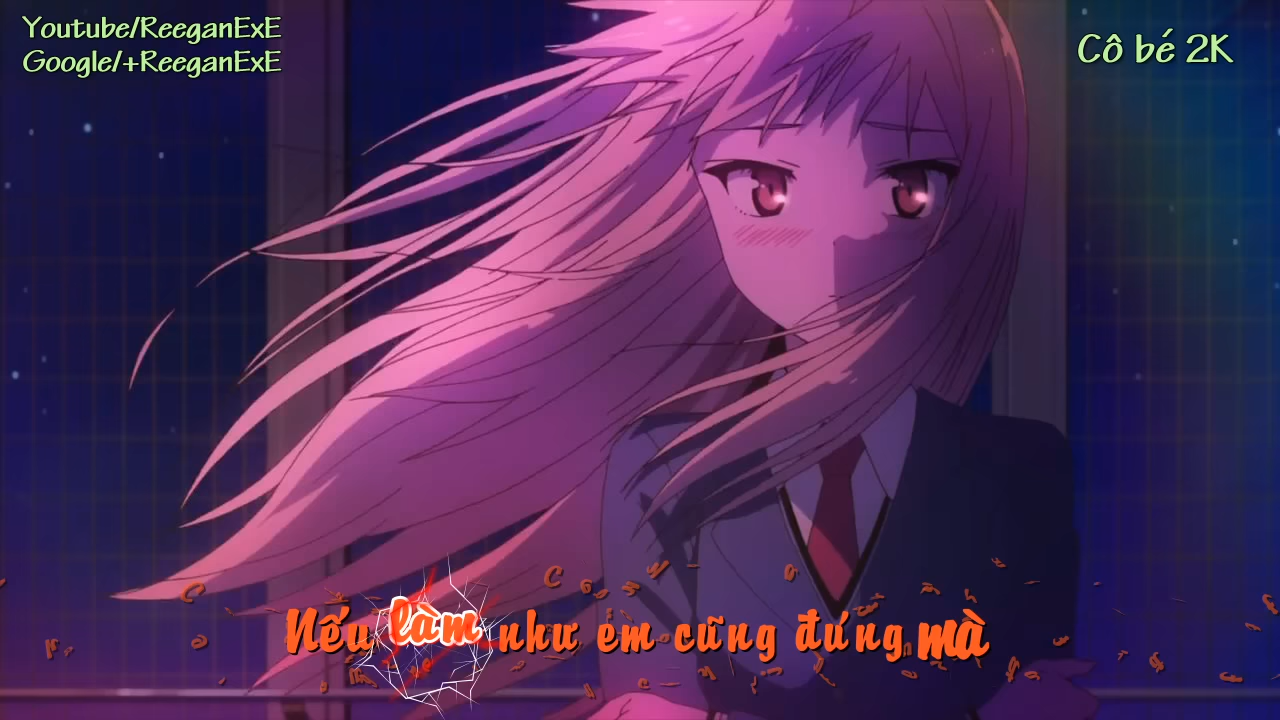 Youtube/ReeganExE
Google/+ReeganExE
Cô bé 2K
Nếu làm như em cũng đúng mà